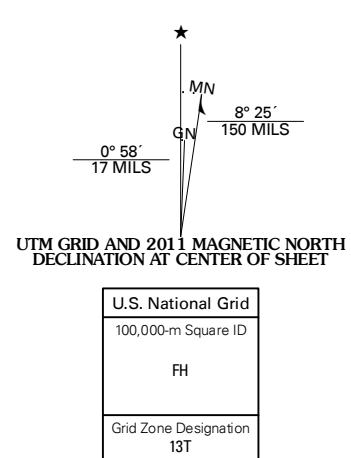 ★
MN
8° 25´
150 MILS
GN
0° 58´
17 MILS
UTM GRID AND 2011 MAGNETIC NORTH
DECLINATION AT CENTER OF SHEET
U.S. National Grid
100,000-m Square ID
FH
Grid Zone Designation
13T